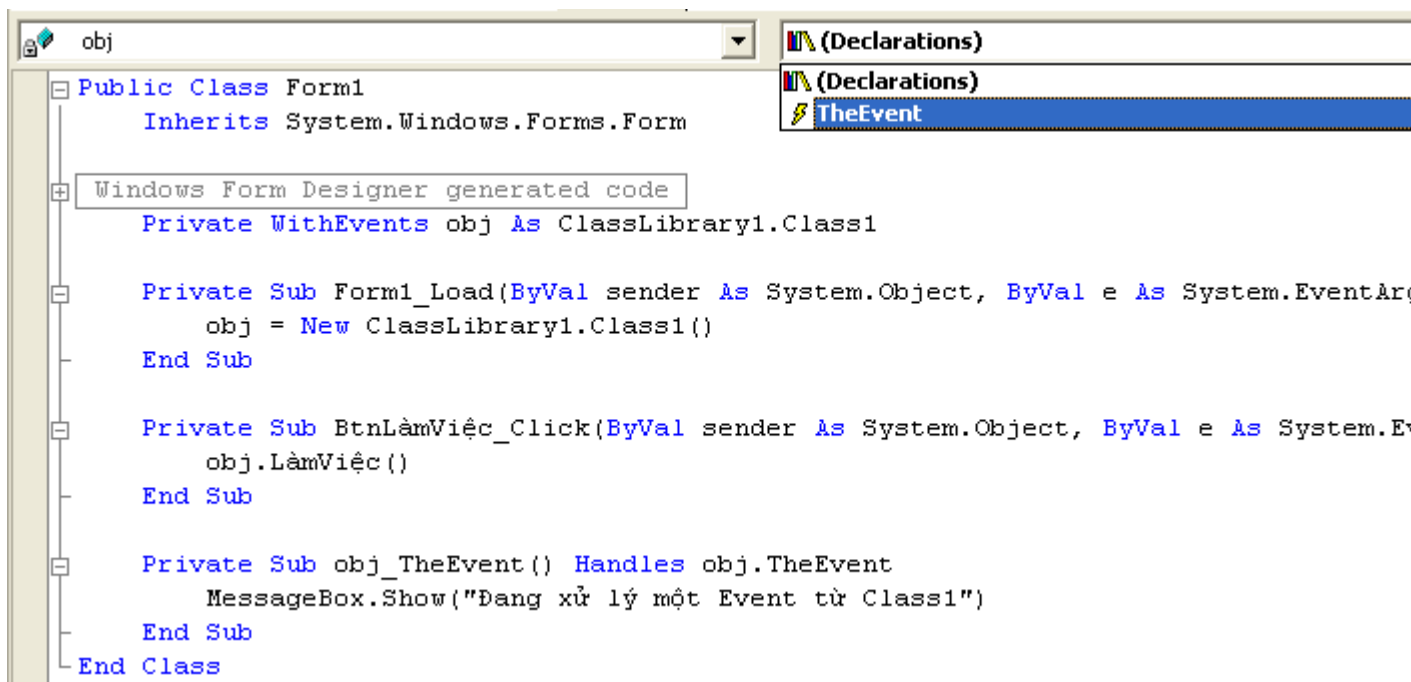 obj
(Declarations)
(Declarations)
TheEvent
Public Class Form1
Inherits System.Windows.Forms.Form
Windows Form Designer generated code
Private WithEvents obj As ClassLibrary1.Class1
Private Sub Form1_Load(ByVal sender As System.Object, ByVal e As System.EventArg
obj = New ClassLibrary1.Class1()
End Sub
Private Sub BtnLàmViệc_Click(ByVal sender As System.Object, ByVal e As System.Ev
obj.LàmViệc()
End Sub
Private Sub obj_TheEvent() Handles obj.TheEvent
MessageBox.Show("Đang xử lý một Event từ Class1")
End Sub
End Class